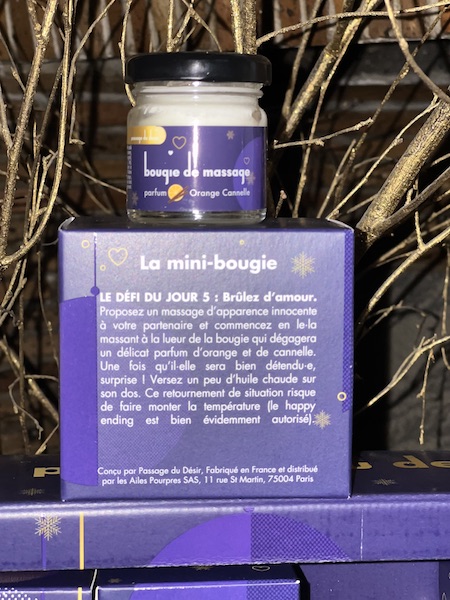 bougie de massage
parfum Orange Cannelle
La mini-bougie
LE DÉFI DU JOUR 5 : Brûlez d'amour.
Proposez un massage d'apparence innocente
à votre partenaire et commencez en le·la
massant à la lueur de la bougie qui dégagera
un délicat parfum d'orange et de cannelle.
Une fois qu'il·elle sera bien détendu·e,
surprise ! Versez un peu d'huile chaude sur
son dos. Ce retournement de situation risque
de faire monter la température (le happy
ending est bien évidemment autorisé).
Conçu par Passage du Désir, Fabriqué en France et distribué
par les Ailes Pourpres SAS, 11 rue St Martin, 75004 Paris